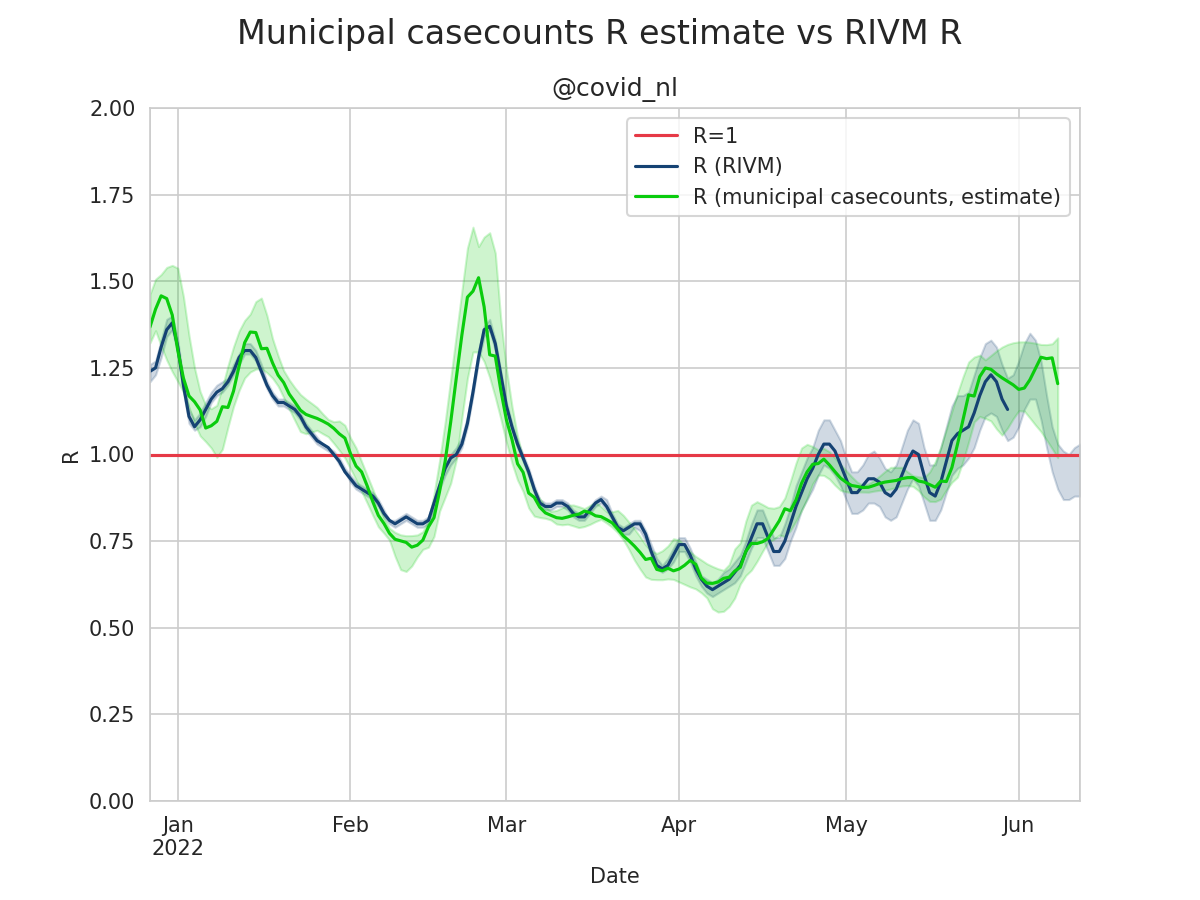 Municipal casecounts R estimate vs RIVM R
@covid_nl
R=1
R (RIVM)
R (municipal casecounts, estimate)
2.00
1.75
1.50
1.25
1.00
0.75
0.50
0.25
0.00
R
Jan Feb Mar Apr May Jun
2022
Date